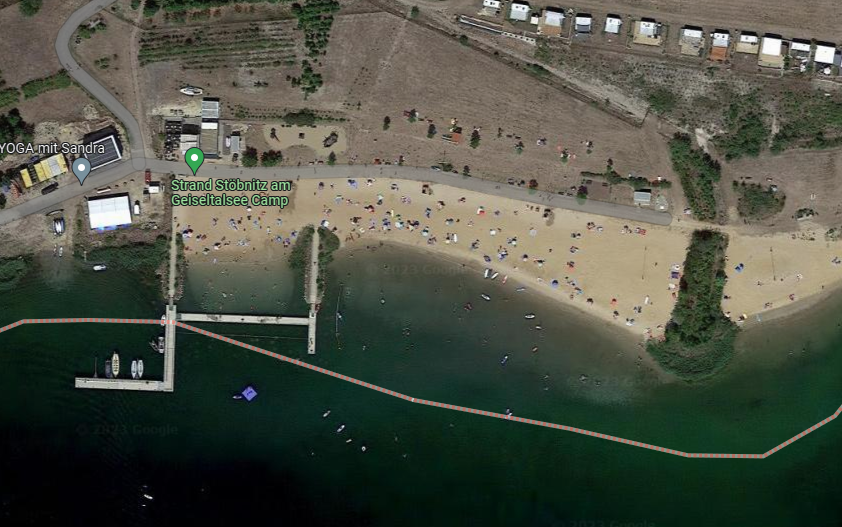 YOGA mit Sandra
Strand Stöbnitz am
Geiseltalsee Camp
© 2023 Google
© 2023 Google